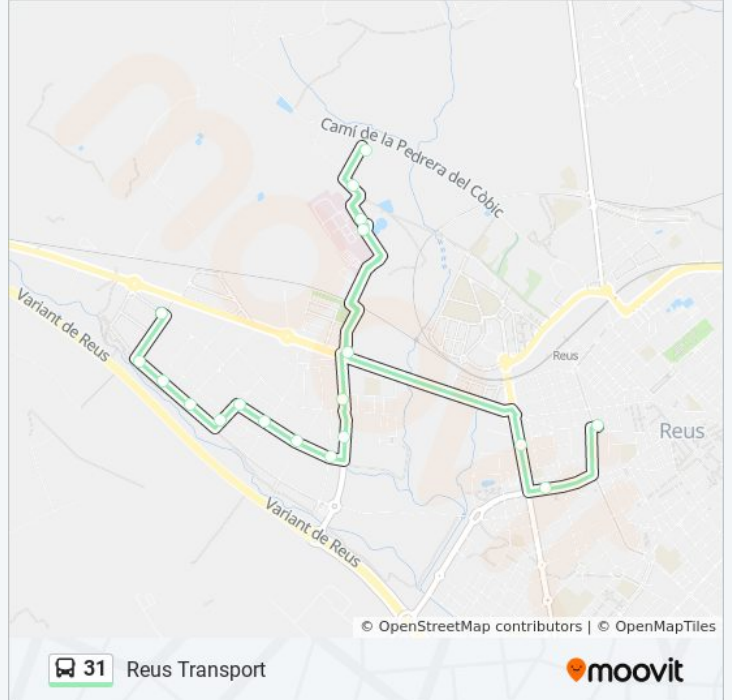 Camí de la Pedrera del Còbic
Variant de Reus
Reus
Reus
Variant de Reus
© OpenStreetMap contributors | © OpenMapTiles
31 Reus Transport
moovit